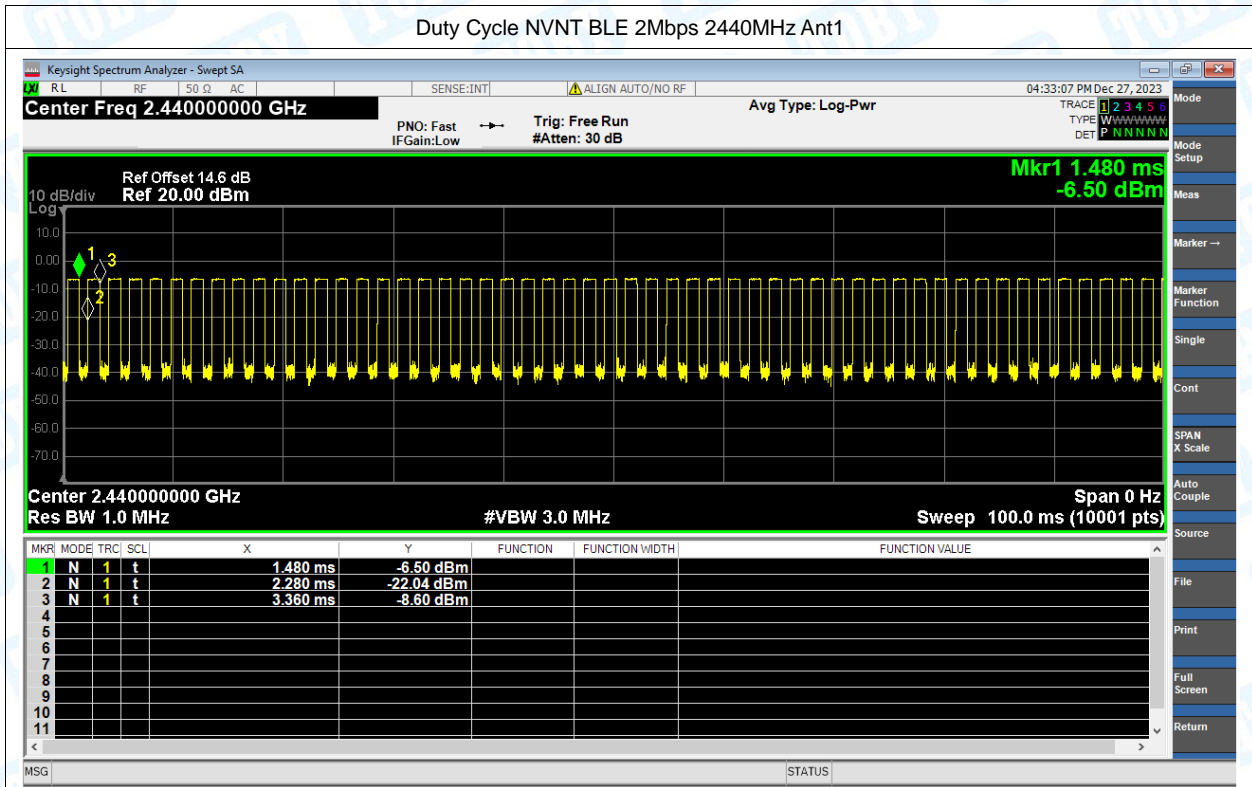 Duty Cycle NVNT BLE 2Mbps 2440MHz Ant1
Keysight Spectrum Analyzer - Swept SA
LXI RL RF 50 Ω AC SENSE:INT ALIGN AUTO/NO RF 04:33:07 PM Dec 27, 2023
Center Freq 2.440000000 GHz
PNO: Fast
IFGain:Low
Trig: Free Run
#Atten: 30 dB
Avg Type: Log-Pwr
TRACE 1 2 3 4 5 6
TYPE WWWWWWW
DET P N N N N N
Mkr1 1.480 ms
-6.50 dBm
Ref Offset 14.6 dB
10 dB/div Ref 20.00 dBm
Log
10.0
0.00
-10.0
-20.0
-30.0
-40.0
-50.0
-60.0
-70.0
1
2
3
Center 2.440000000 GHz Span 0 Hz
Res BW 1.0 MHz #VBW 3.0 MHz Sweep 100.0 ms (10001 pts)
MKR MODE TRC SCL X Y FUNCTION FUNCTION WIDTH FUNCTION VALUE
1 N 1 t 1.480 ms -6.50 dBm
2 N 1 t 2.280 ms -22.04 dBm
3 N 1 t 3.360 ms -8.60 dBm
4
5
6
7
8
9
10
11
MSG STATUS
Mode
Mode Setup
Meas
Marker→
Marker Function
Single
Cont
SPAN X Scale
Auto Couple
Source
File
Print
Full Screen
Return
TOBY